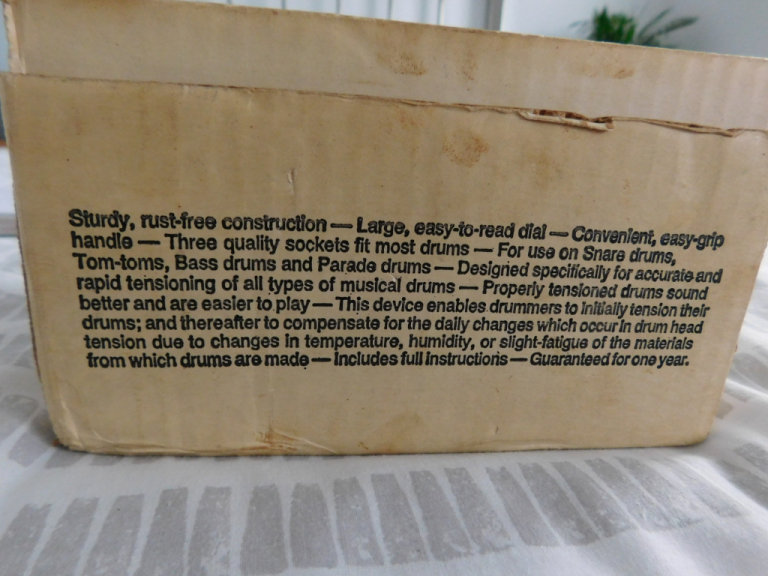 Sturdy, rust-free construction — Large, easy-to-read dial — Convenient, easy-grip
handle — Three quality sockets fit most drums — For use on Snare drums,
Tom-toms, Bass drums and Parade drums — Designed specifically for accurate and
rapid tensioning of all types of musical drums — Properly tensioned drums sound
better and are easier to play — This device enables drummers to initially tension their
drums; and thereafter to compensate for the daily changes which occur in drum head
tension due to changes in temperature, humidity, or slight-fatigue of the materials
from which drums are made — Includes full instructions — Guaranteed for one year.